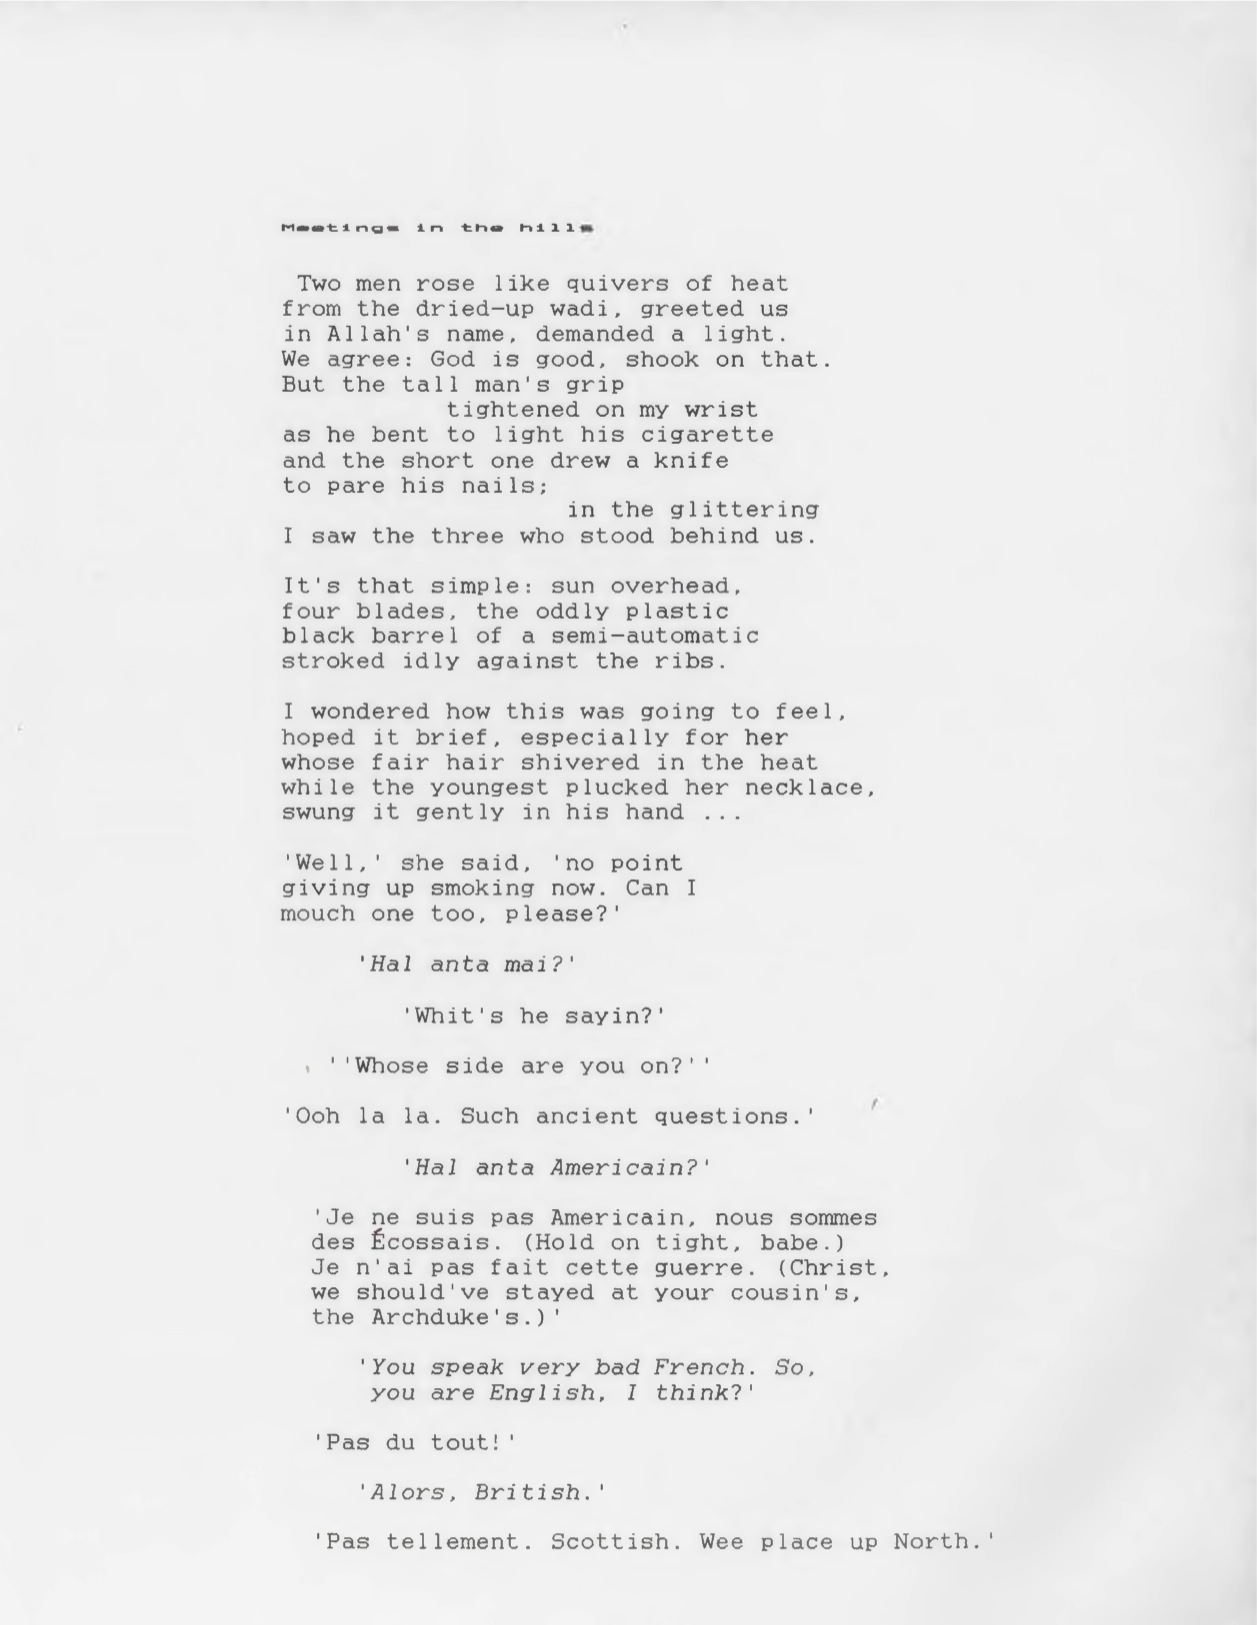 Meetings in the hills
Two men rose like quivers of heat
from the dried-up wadi, greeted us
in Allah's name, demanded a light.
We agree: God is good, shook on that.
But the tall man's grip
tightened on my wrist
as he bent to light his cigarette
and the short one drew a knife
to pare his nails;
in the glittering
I saw the three who stood behind us.
It's that simple: sun overhead,
four blades, the oddly plastic
black barrel of a semi-automatic
stroked idly against the ribs.
I wondered how this was going to feel,
hoped it brief, especially for her
whose fair hair shivered in the heat
while the youngest plucked her necklace,
swung it gently in his hand ...
'Well,' she said, 'no point
giving up smoking now. Can I
mouch one too, please?'
'Hal anta mai?'
'Whit's he sayin?'
''Whose side are you on?''
'Ooh la la. Such ancient questions.'
'Hal anta Americain?'
'Je ne suis pas Americain, nous sommes
des Écossais. (Hold on tight, babe.)
Je n'ai pas fait cette guerre. (Christ,
we should've stayed at your cousin's,
the Archduke's.)'
'You speak very bad French. So,
you are English, I think?'
'Pas du tout!'
'Alors, British.'
'Pas tellement. Scottish. Wee place up North.'